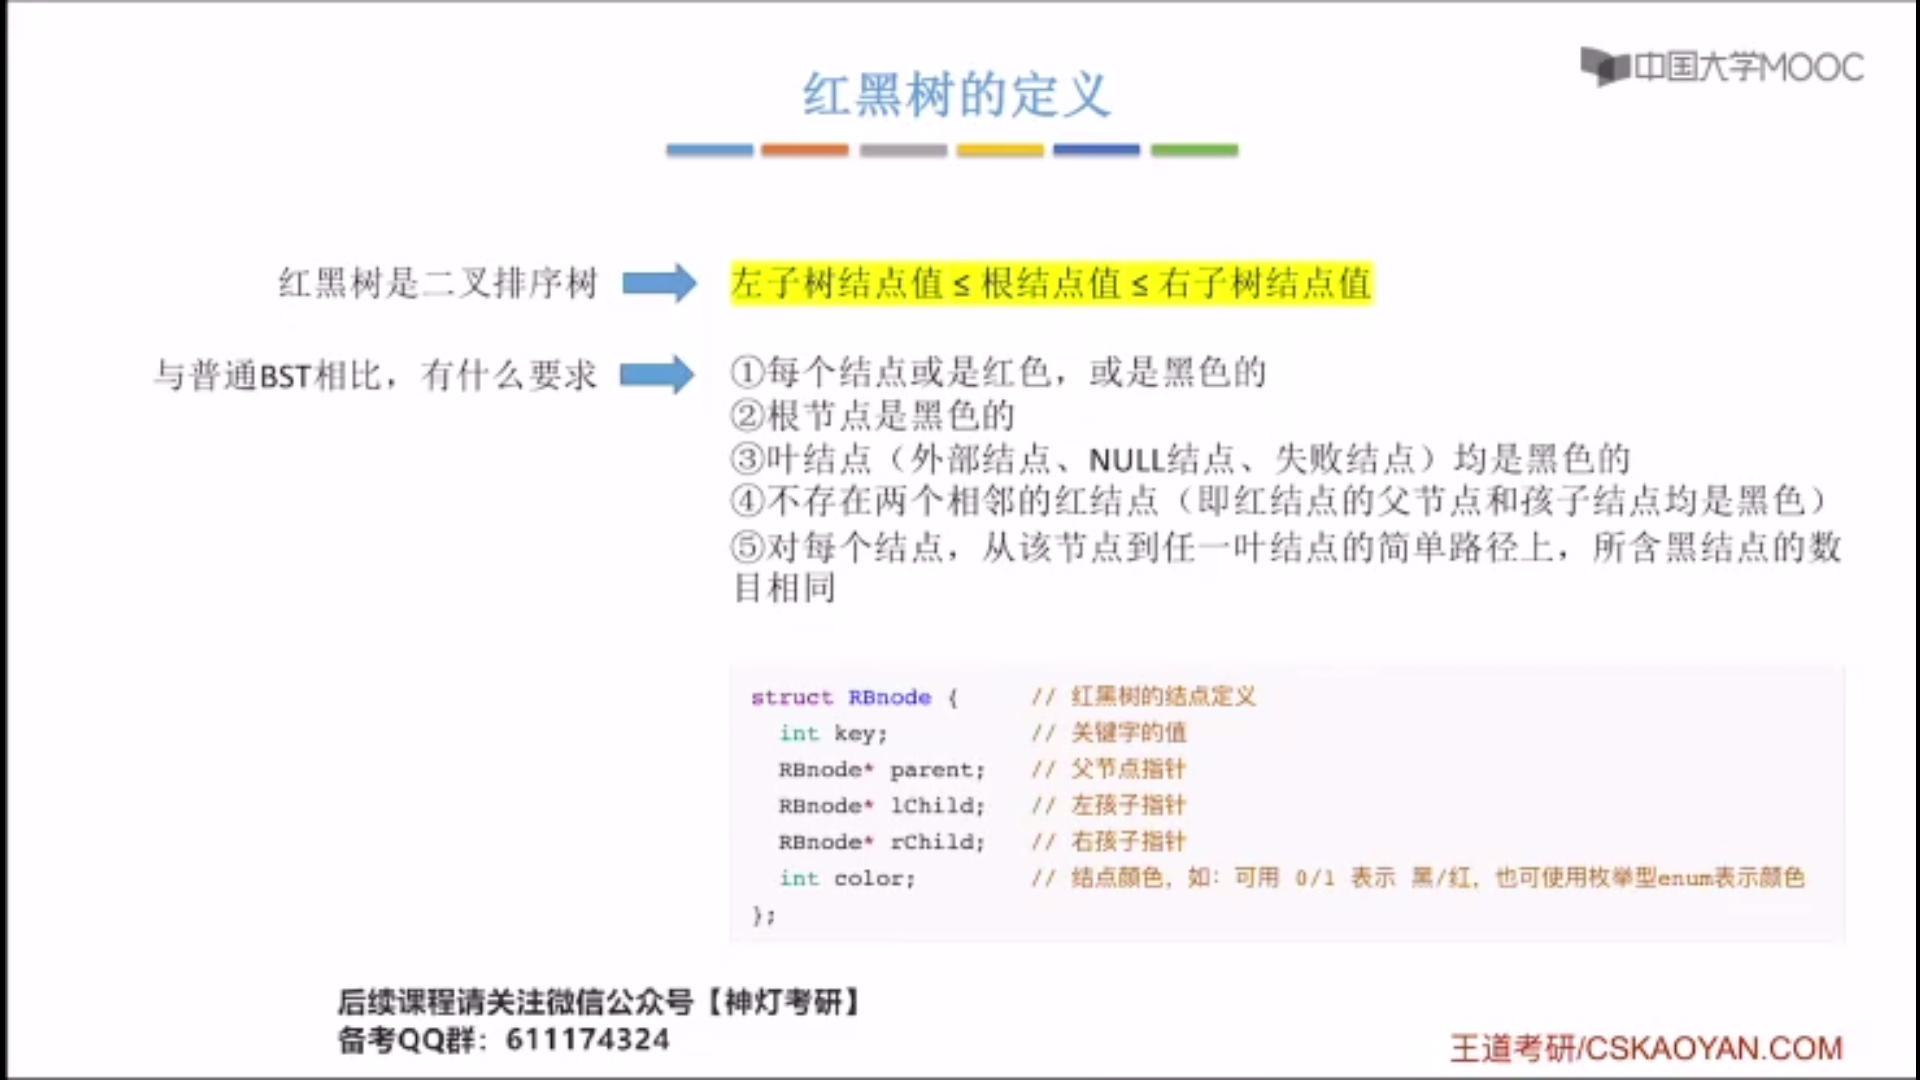 中国大学MOOC
红黑树的定义
红黑树是二叉排序树
左子树结点值 ≤ 根结点值 ≤ 右子树结点值
与普通BST相比，有什么要求
①每个结点或是红色，或是黑色的
②根节点是黑色的
③叶结点（外部结点、NULL结点、失败结点）均是黑色的
④不存在两个相邻的红结点（即红结点的父节点和孩子结点均是黑色）
⑤对每个结点，从该节点到任一叶结点的简单路径上，所含黑结点的数
目相同
struct RBnode { // 红黑树的结点定义
int key; // 关键字的值
RBnode* parent; // 父节点指针
RBnode* lChild; // 左孩子指针
RBnode* rChild; // 右孩子指针
int color; // 结点颜色，如：可用 0/1 表示 黑/红，也可使用枚举型enum表示颜色
};
后续课程请关注微信公众号【神灯考研】
备考QQ群：611174324
王道考研/CSKAOYAN.COM